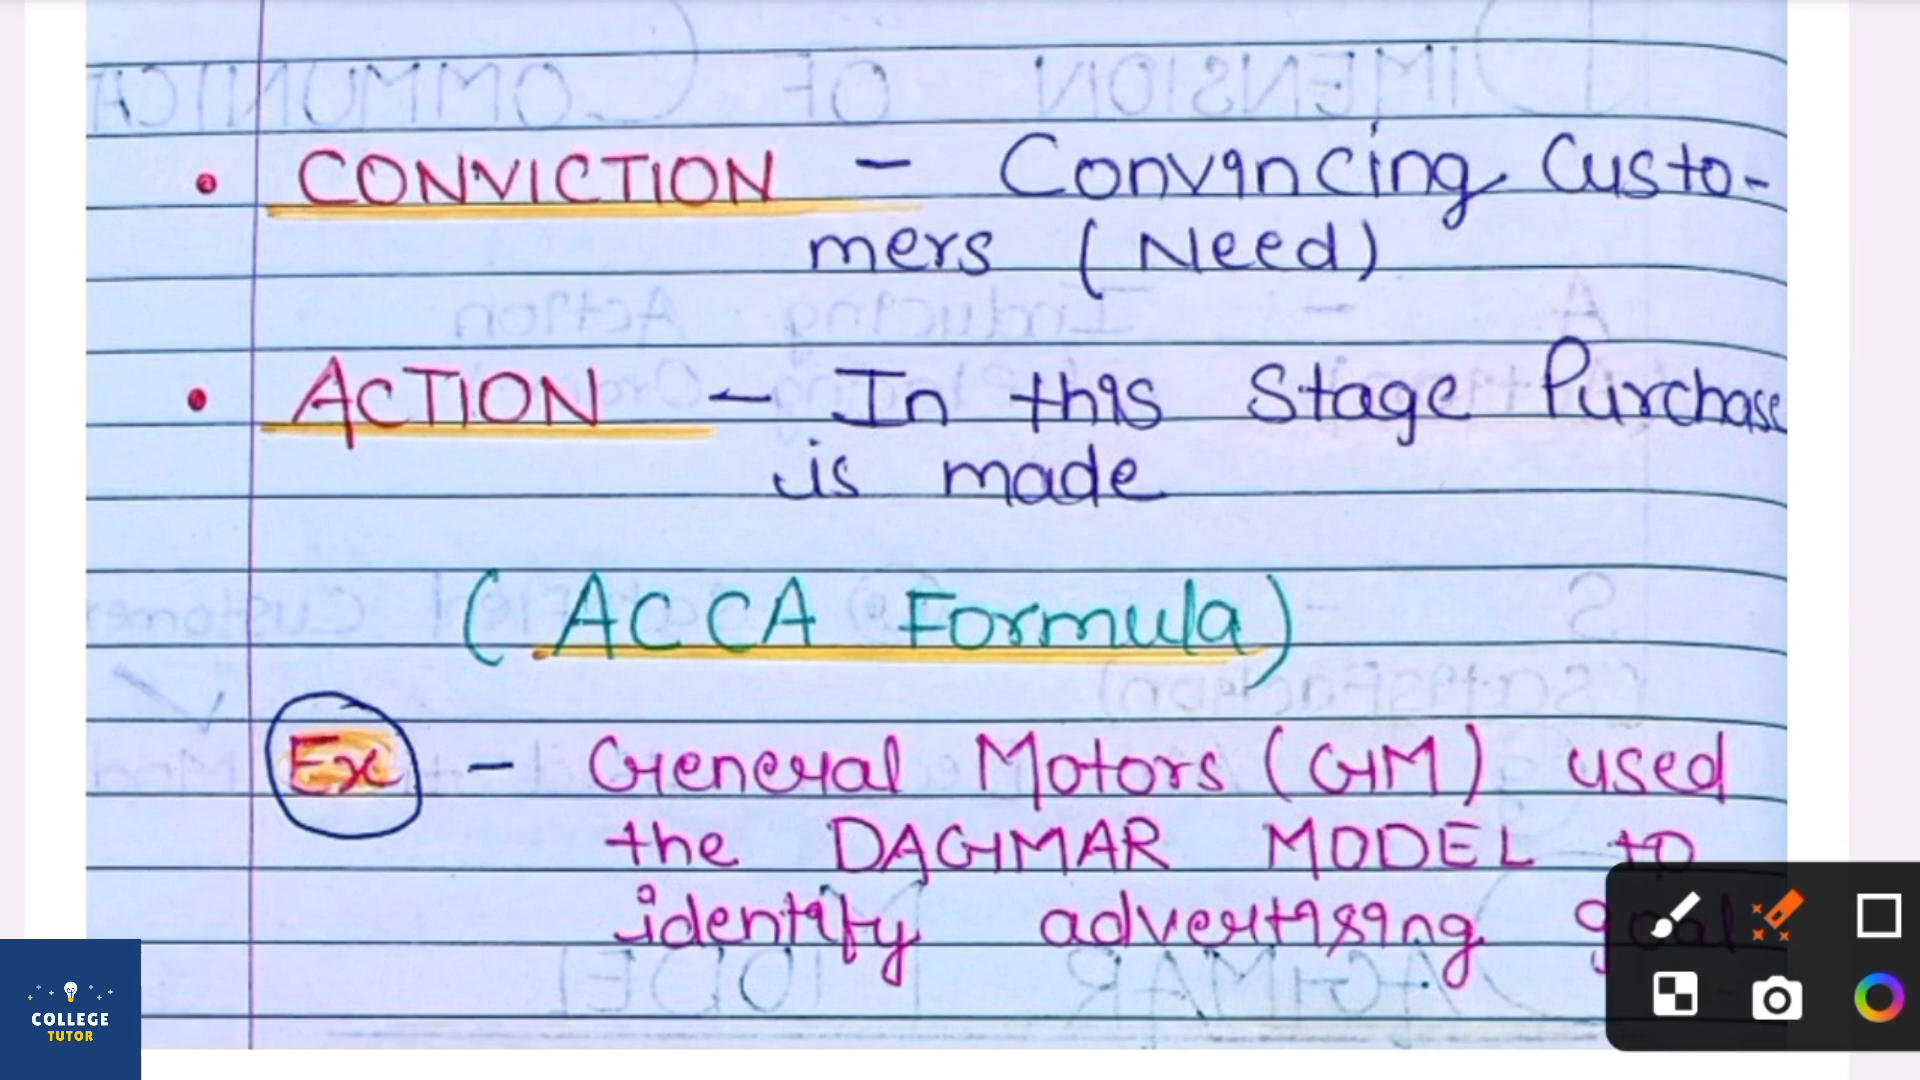 • CONVICTION - Convincing Custo-
mers (Need)
• ACTION - In this Stage Purchase
is made
(ACCA Formula)
Ex - General Motors (GM) used
the DAGMAR MODEL to
identify advertising goal
COLLEGE
TUTOR